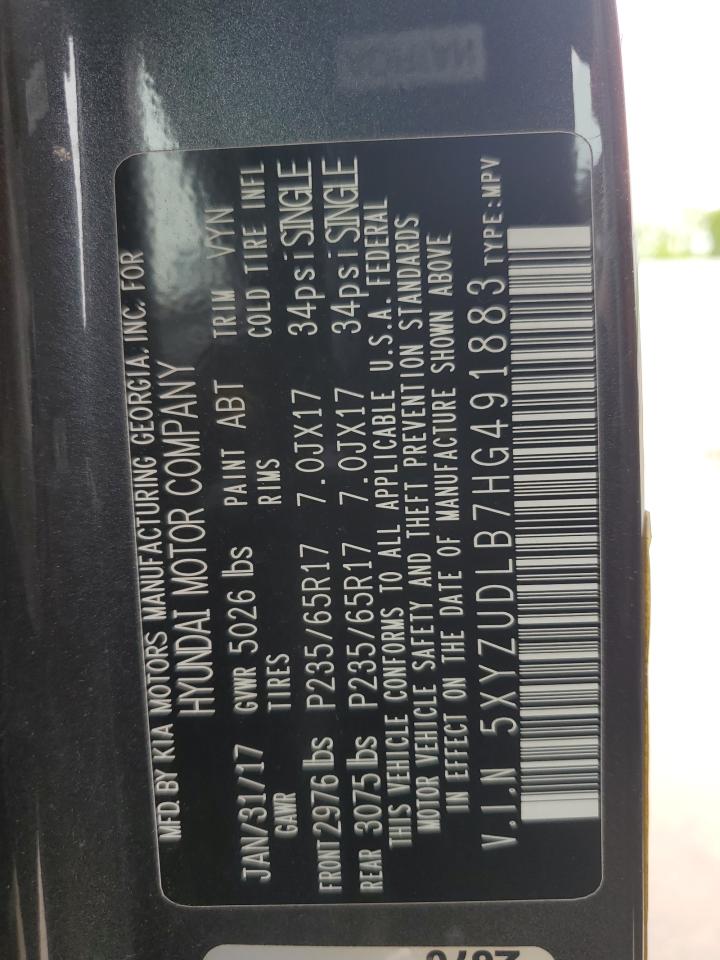 MFD. BY KIA MOTORS MANUFACTURING GEORGIA. INC. FOR
HYUNDAI MOTOR COMPANY
JAN/31/17 GVWR 5026 lbs PAINT ABT TRIM VYN
GAWR TIRES RIMS COLD TIRE INFL
FRONT 2976 lbs P235/65R17 7.0JX17 34psi SINGLE
REAR 3075 lbs P235/65R17 7.0JX17 34psi SINGLE
THIS VEHICLE CONFORMS TO ALL APPLICABLE U.S.A. FEDERAL
MOTOR VEHICLE SAFETY AND THEFT PREVENTION STANDARDS
IN EFFECT ON THE DATE OF MANUFACTURE SHOWN ABOVE
V.I.N 5XYZUDLB7HG491883 TYPE:MPV